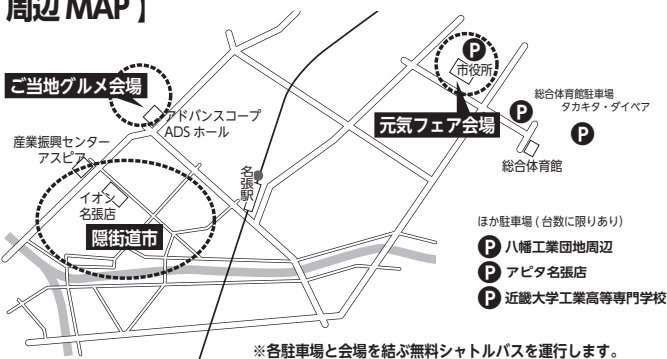 周辺 MAP 】
ご当地グルメ会場
アドバンスコープ
ADS ホール
産業振興センター
アスピア
イオン
名張店
隠街道市
名張駅
P
市役所
元気フェア会場
総合体育館駐車場
タカキタ・ダイベア
P
P
総合体育館
ほか駐車場 ( 台数に限りあり)
P 八幡工業団地周辺
P アピタ名張店
P 近畿大学工業高等専門学校
※各駐車場と会場を結ぶ無料シャトルバスを運行します。